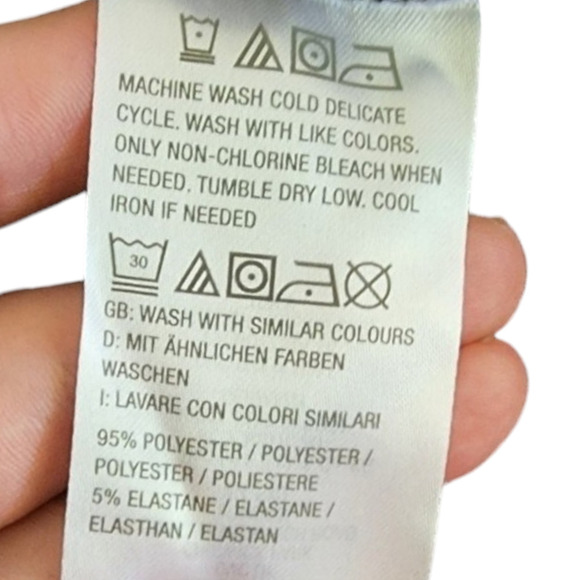 MACHINE WASH COLD DELICATE
CYCLE. WASH WITH LIKE COLORS.
ONLY NON-CHLORINE BLEACH WHEN
NEEDED. TUMBLE DRY LOW. COOL
IRON IF NEEDED
30
GB: WASH WITH SIMILAR COLOURS
D: MIT ÄHNLICHEN FARBEN
WASCHEN
I: LAVARE CON COLORI SIMILARI
95% POLYESTER / POLYESTER /
POLYESTER / POLIESTERE
5% ELASTANE / ELASTANE /
ELASTHAN / ELASTAN